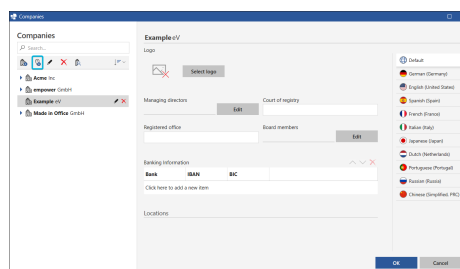 Companies
Companies
Search...
Acme Inc
empower GmbH
Example eV
Made in Office GmbH
Example eV
Logo
Select logo
Managing directors
Edit
Court of registry
Registered office
Board members
Edit
Banking information
Bank IBAN BIC
Click here to add a new item
Locations
Default
German (Germany)
English (United States)
Spanish (Spain)
French (France)
Italian (Italy)
Japanese (Japan)
Dutch (Netherlands)
Portuguese (Portugal)
Russian (Russia)
Chinese (Simplified, PRC)
OK Cancel